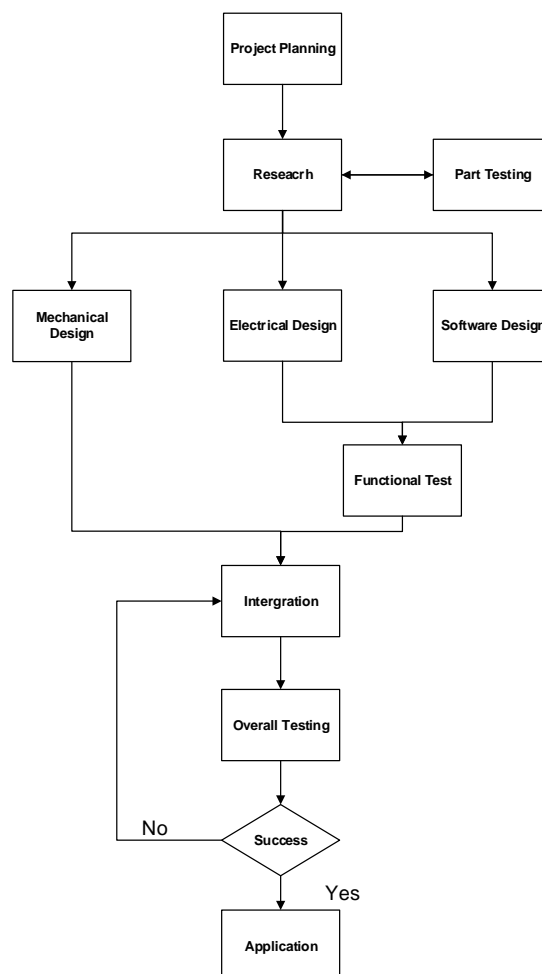 Project Planning
Reseacrh
Part Testing
Mechanical
Design
Electrical Design
Software Design
Functional Test
Intergration
Overall Testing
Success
No
Yes
Application